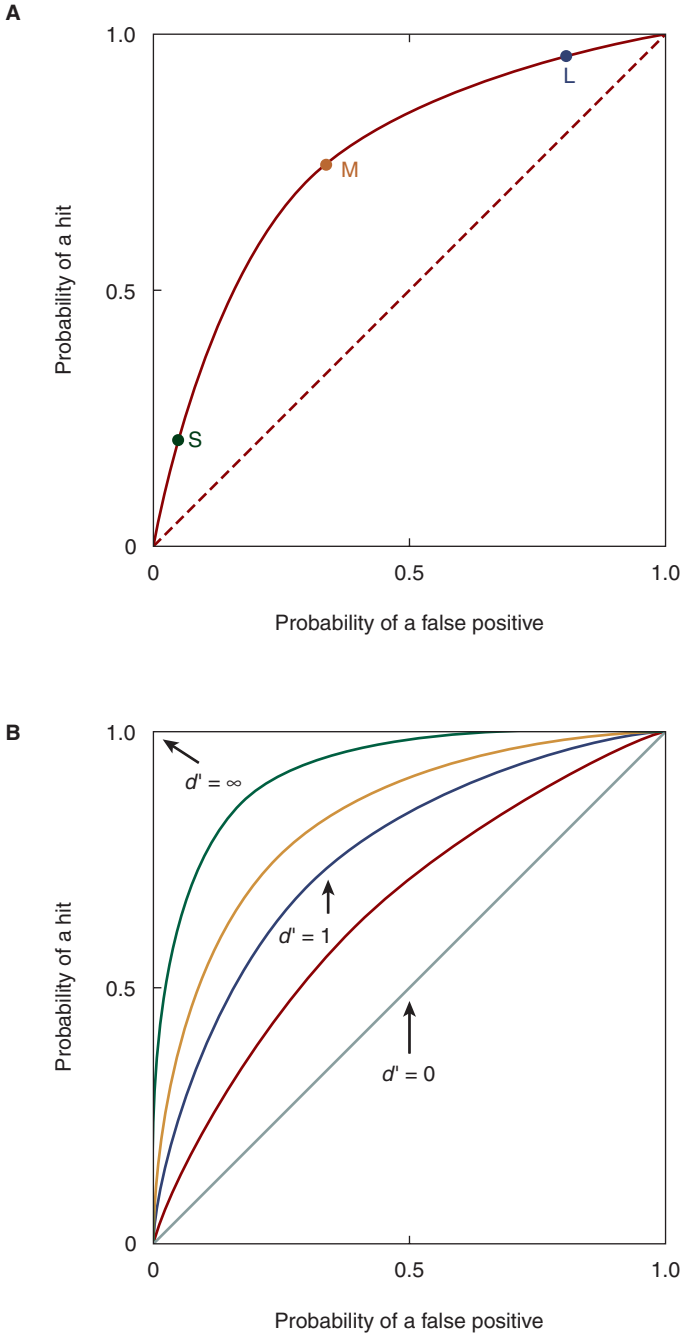 A
1.0
L
M
Probability of a hit
0.5
S
0
0
0.5
1.0
Probability of a false positive
B
1.0
d' = ∞
d' = 1
Probability of a hit
0.5
d' = 0
0
0
0.5
1.0
Probability of a false positive